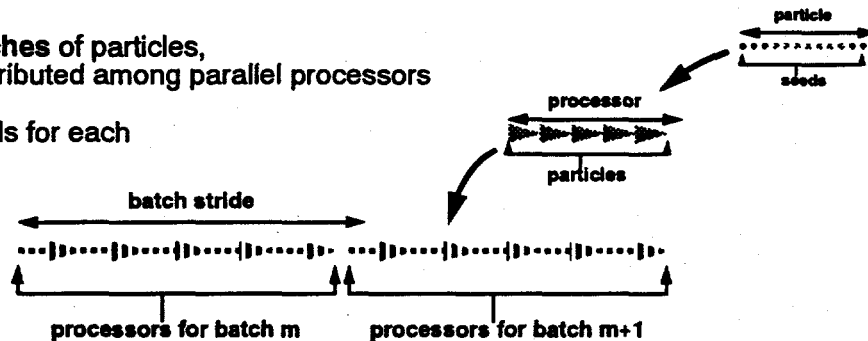 ches of particles,
ributed among parallel processors
ls for each
particle
seeds
processor
particles
batch stride
processors for batch m
processors for batch m+1